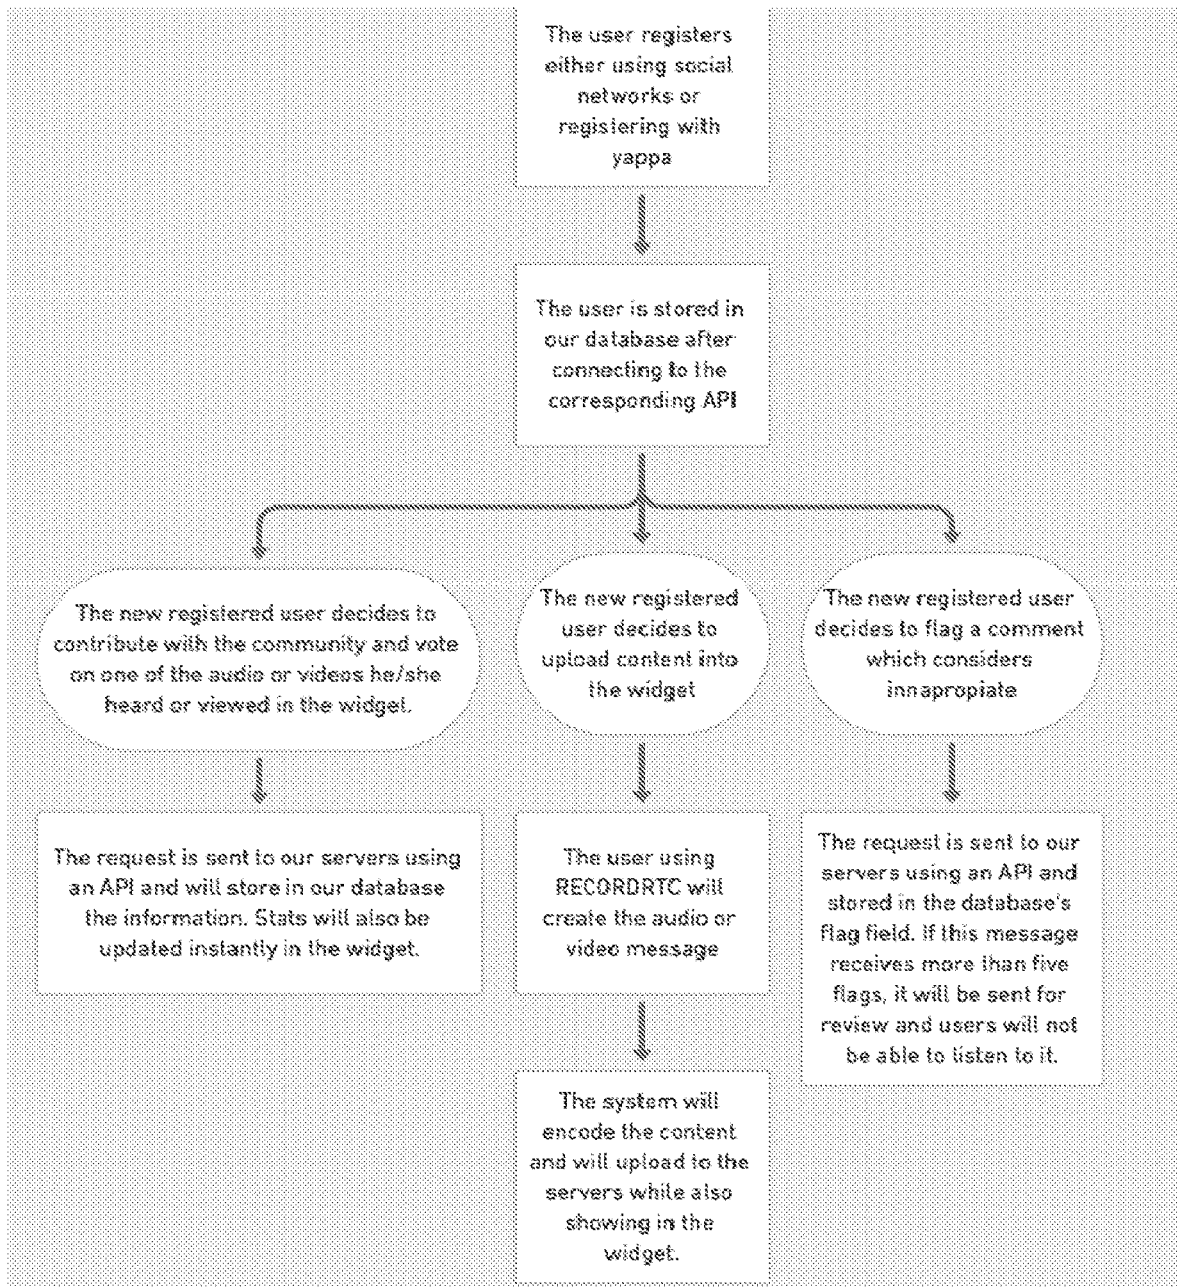 The user registers
either using social
networks or
registering with
yappa
The user is stored in
our database after
connecting to the
corresponding API
The new registered user decides to
contribute with the community and vote
on one of the audio or videos he/she
heard or viewed in the widget.
The new registered
user decides to
upload content into
the widget
The new registered user
decides to flag a comment
which considers
innapropiate
The request is sent to our servers using
an API and will store in our database
the information. Stats will also be
updated instantly in the widget.
The user using
RECORDRTC will
create the audio or
video message
The request is sent to our
servers using an API and
stored in the database's
flag field. If this message
receives more than five
flags, it will be sent for
review and users will not
be able to listen to it.
The system will
encode the content
and will upload to the
servers while also
showing in the
widget.